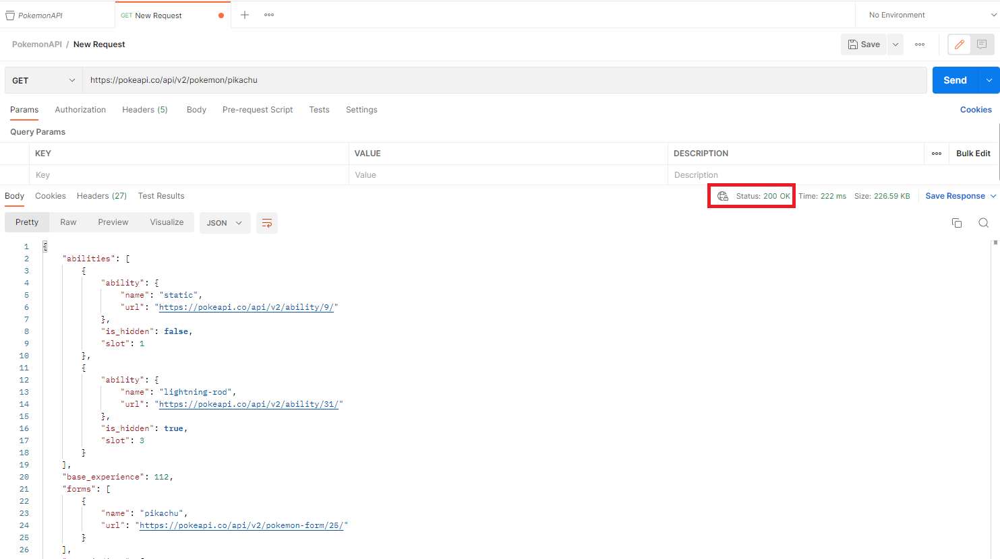 PokemonAPI
GET New Request
No Environment
PokemonAPI / New Request
Save
GET
https://pokeapi.co/api/v2/pokemon/pikachu
Send
Params Authorization Headers (5) Body Pre-request Script Tests Settings Cookies
Query Params
KEY VALUE DESCRIPTION Bulk Edit
Key Value Description
Body Cookies Headers (27) Test Results Status: 200 OK Time: 222 ms Size: 226.59 KB Save Response
Pretty Raw Preview Visualize JSON
1 {
2 "abilities": [
3 {
4 "ability": {
5 "name": "static",
6 "url": "https://pokeapi.co/api/v2/ability/9/"
7 },
8 "is_hidden": false,
9 "slot": 1
10 },
11 {
12 "ability": {
13 "name": "lightning-rod",
14 "url": "https://pokeapi.co/api/v2/ability/31/"
15 },
16 "is_hidden": true,
17 "slot": 3
18 }
19 ],
20 "base_experience": 112,
21 "forms": [
22 {
23 "name": "pikachu",
24 "url": "https://pokeapi.co/api/v2/pokemon-form/25/"
25 }
26 ],